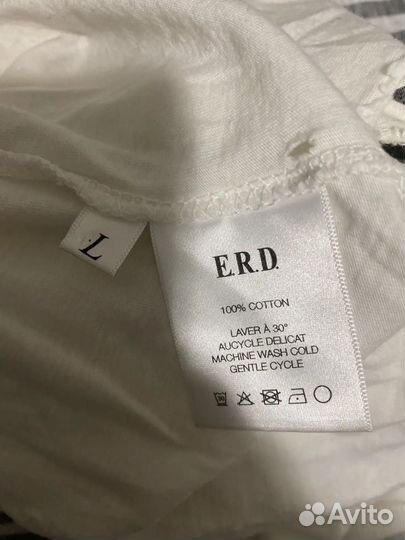 L
E.R.D.
100% COTTON
LAVER À 30°
AUCYCLE DELICAT
MACHINE WASH COLD
GENTLE CYCLE
Avito